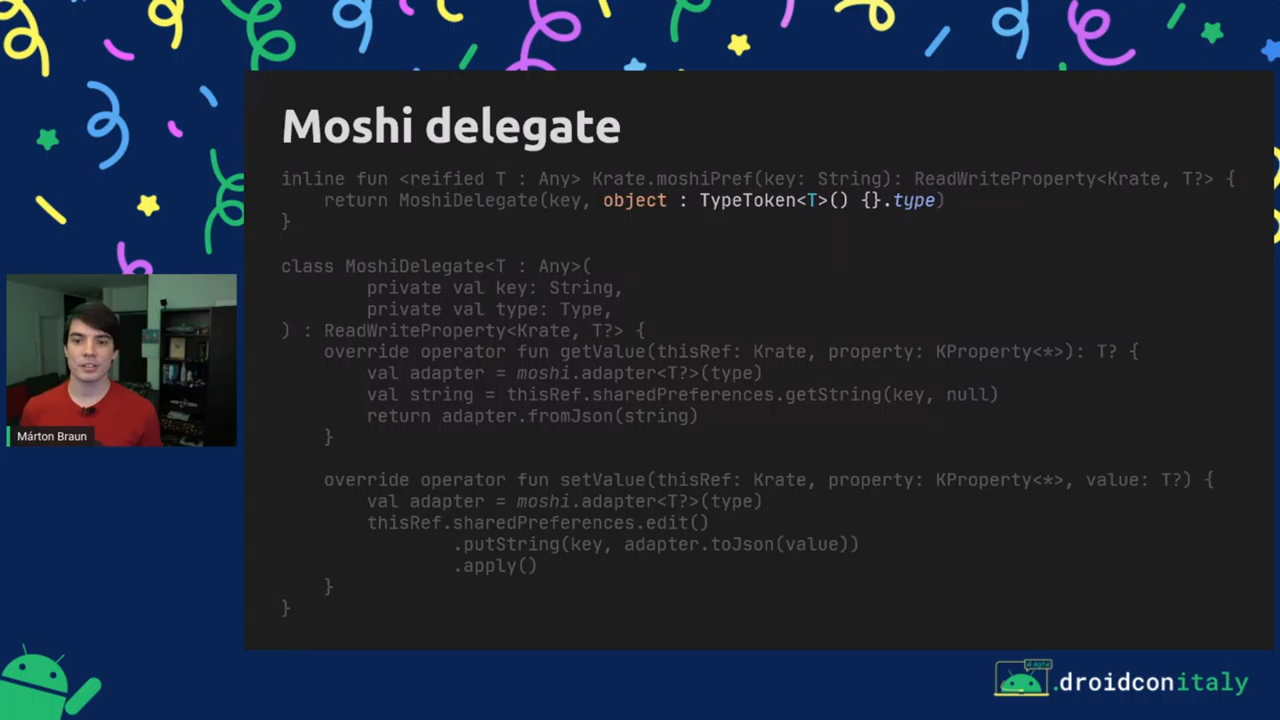 Moshi delegate
inline fun <reified T : Any> Krate.moshiPref(key: String): ReadWriteProperty<Krate, T?> {
    return MoshiDelegate(key, object : TypeToken<T>() {}.type)
}
class MoshiDelegate<T : Any>(
        private val key: String,
        private val type: Type,
) : ReadWriteProperty<Krate, T?> {
    override operator fun getValue(thisRef: Krate, property: KProperty<*>): T? {
        val adapter = moshi.adapter<T?>(type)
        val string = thisRef.sharedPreferences.getString(key, null)
        return adapter.fromJson(string)
    }
    override operator fun setValue(thisRef: Krate, property: KProperty<*>, value: T?) {
        val adapter = moshi.adapter<T?>(type)
        thisRef.sharedPreferences.edit()
                .putString(key, adapter.toJson(value))
                .apply()
    }
}
Márton Braun
.droidconitaly